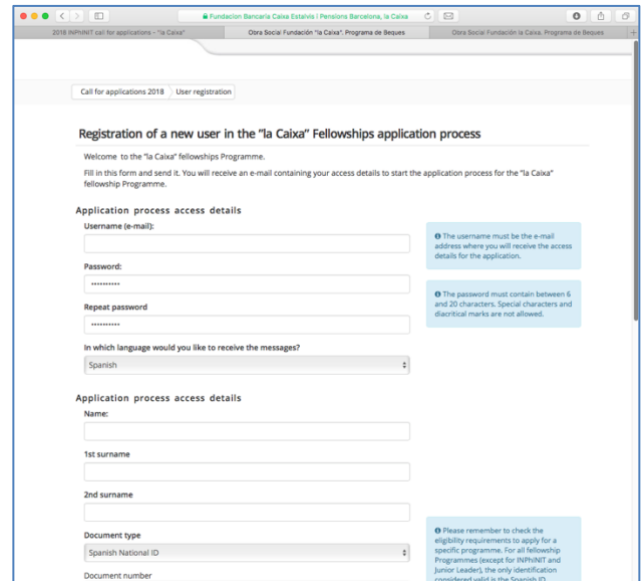 Fundacion Bancaria Caixa Estalvis i Pensions Barcelona, la Caixa
2018 INPhINIT call for applications - "la Caixa"
Obra Social Fundación "la Caixa". Programa de Beques
Obra Social Fundación la Caixa. Programa de Beques
Call for applications 2018
User registration
Registration of a new user in the "la Caixa" Fellowships application process
Welcome to the "la Caixa" fellowships Programme.
Fill in this form and send it. You will receive an e-mail containing your access details to start the application process for the "la Caixa"
fellowship Programme.
Application process access details
Username (e-mail):
The username must be the e-mail
address where you will receive the access
details for the application.
Password:
••••••••••
The password must contain between 6
and 20 characters. Special characters and
diacritical marks are not allowed.
Repeat password
••••••••••
In which language would you like to receive the messages?
Spanish
Application process access details
Name:
1st surname
2nd surname
Document type
Spanish National ID
Document number
Please remember to check the
eligibility requirements to apply for a
specific programme. For all fellowship
Programmes (except for INPhINIT and
Junior Leader), the only identification
considered valid is the Spanish ID